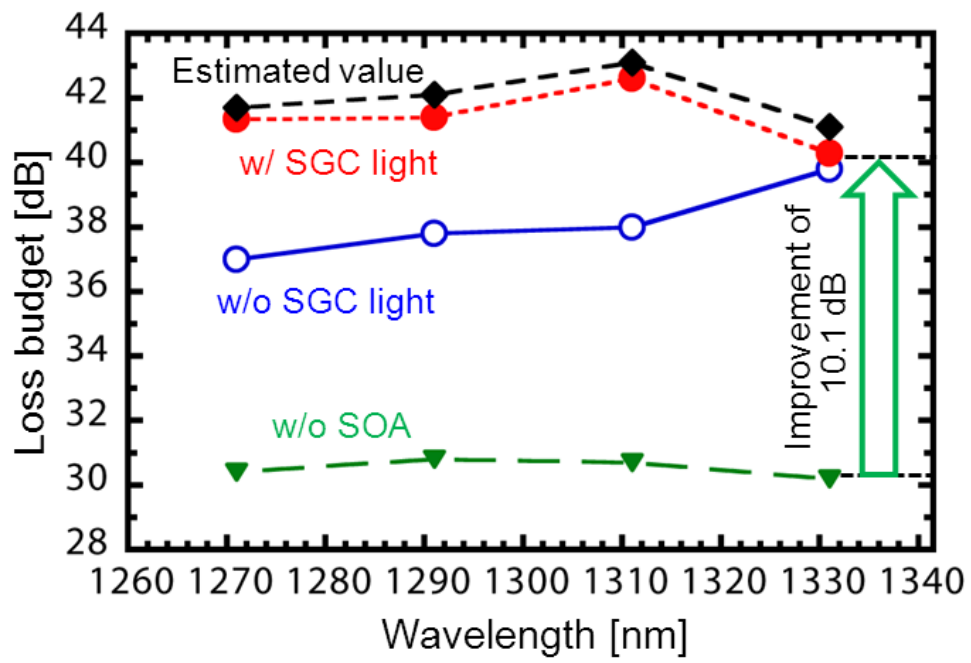 44
42
40
38
36
34
32
30
28
Loss budget [dB]
Estimated value
w/ SGC light
w/o SGC light
w/o SOA
Improvement of
10.1 dB
1260 1270 1280 1290 1300 1310 1320 1330 1340
Wavelength [nm]